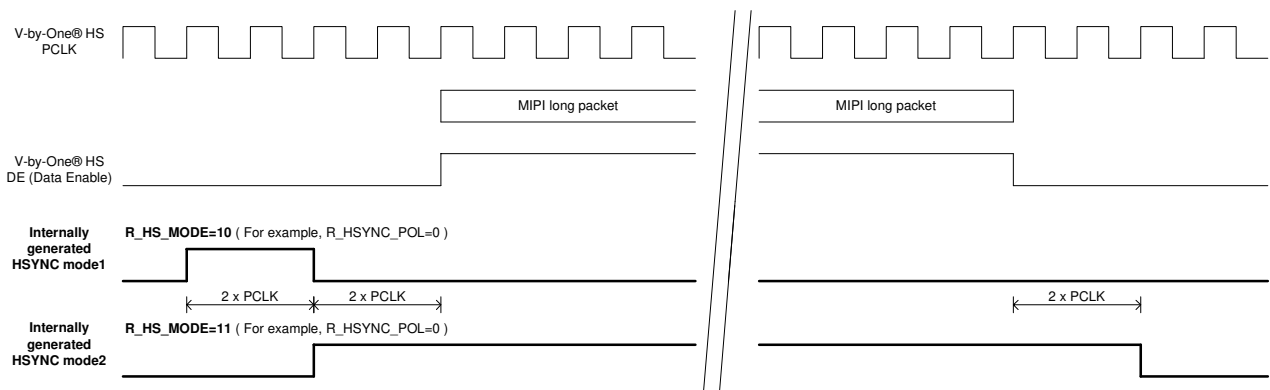 V-by-One® HS
PCLK
MIPI long packet
MIPI long packet
V-by-One® HS
DE (Data Enable)
Internally
generated
HSYNC mode1
R_HS_MODE=10 ( For example, R_HSYNC_POL=0 )
2 x PCLK
2 x PCLK
2 x PCLK
Internally
generated
HSYNC mode2
R_HS_MODE=11 ( For example, R_HSYNC_POL=0 )